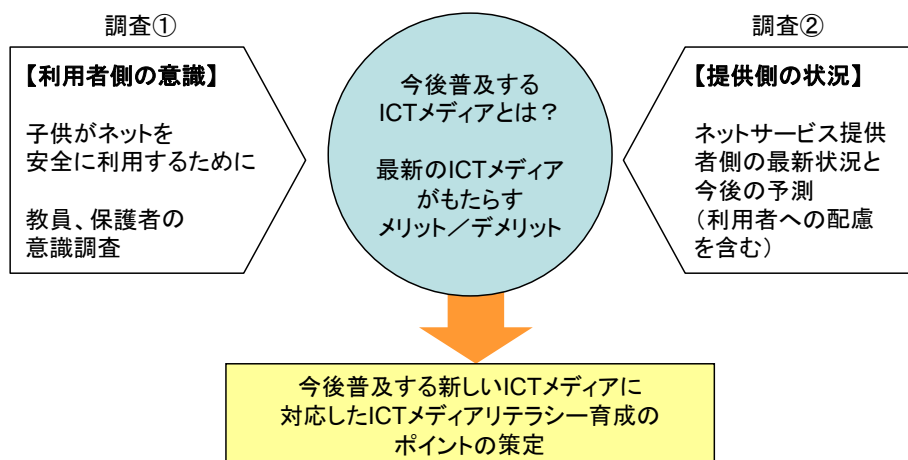 調査①
【利用者側の意識】
子供がネットを
安全に利用するために
教員、保護者の
意識調査
今後普及する
ICTメディアとは？
最新のICTメディア
がもたらす
メリット／デメリット
調査②
【提供側の状況】
ネットサービス提供
者側の最新状況と
今後の予測
（利用者への配慮
を含む）
今後普及する新しいICTメディアに
対応したICTメディアリテラシー育成の
ポイントの策定